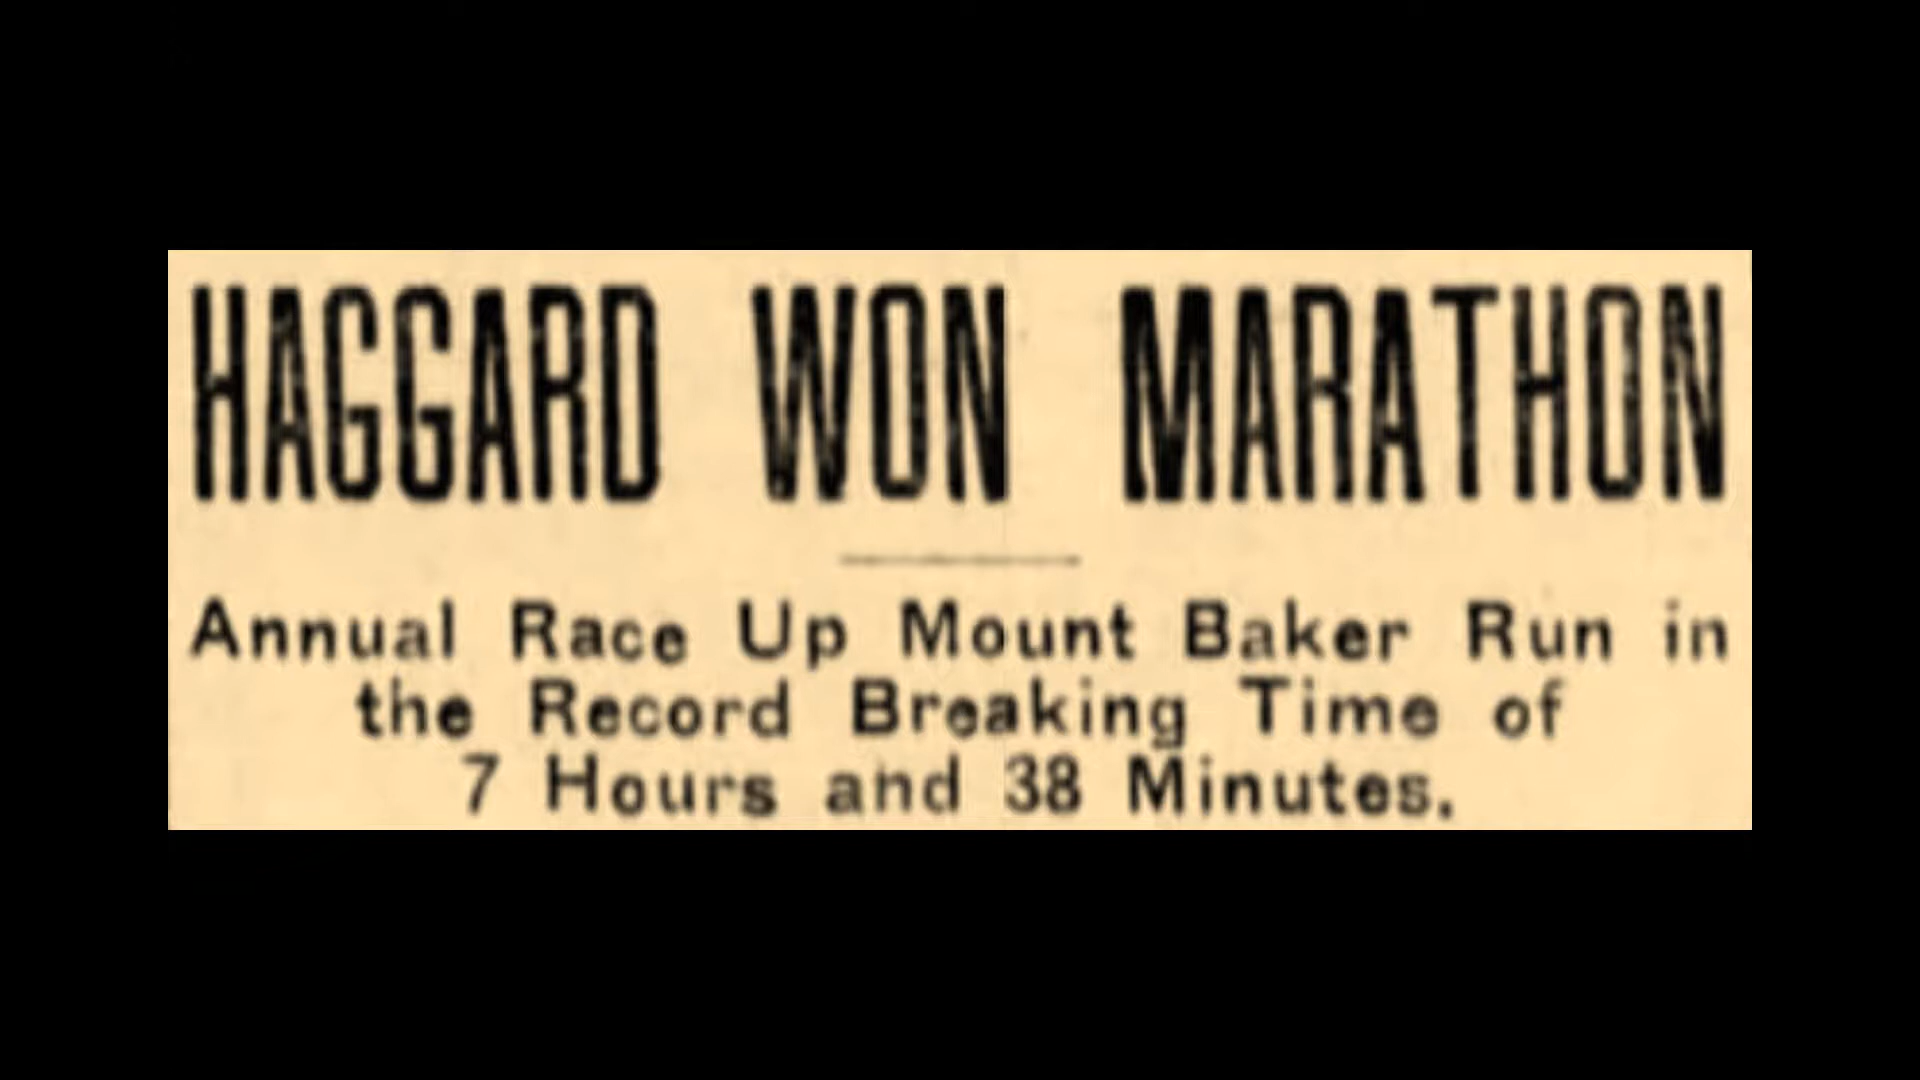 HAGGARD WON MARATHON
Annual Race Up Mount Baker Run in
the Record Breaking Time of
7 Hours and 38 Minutes.